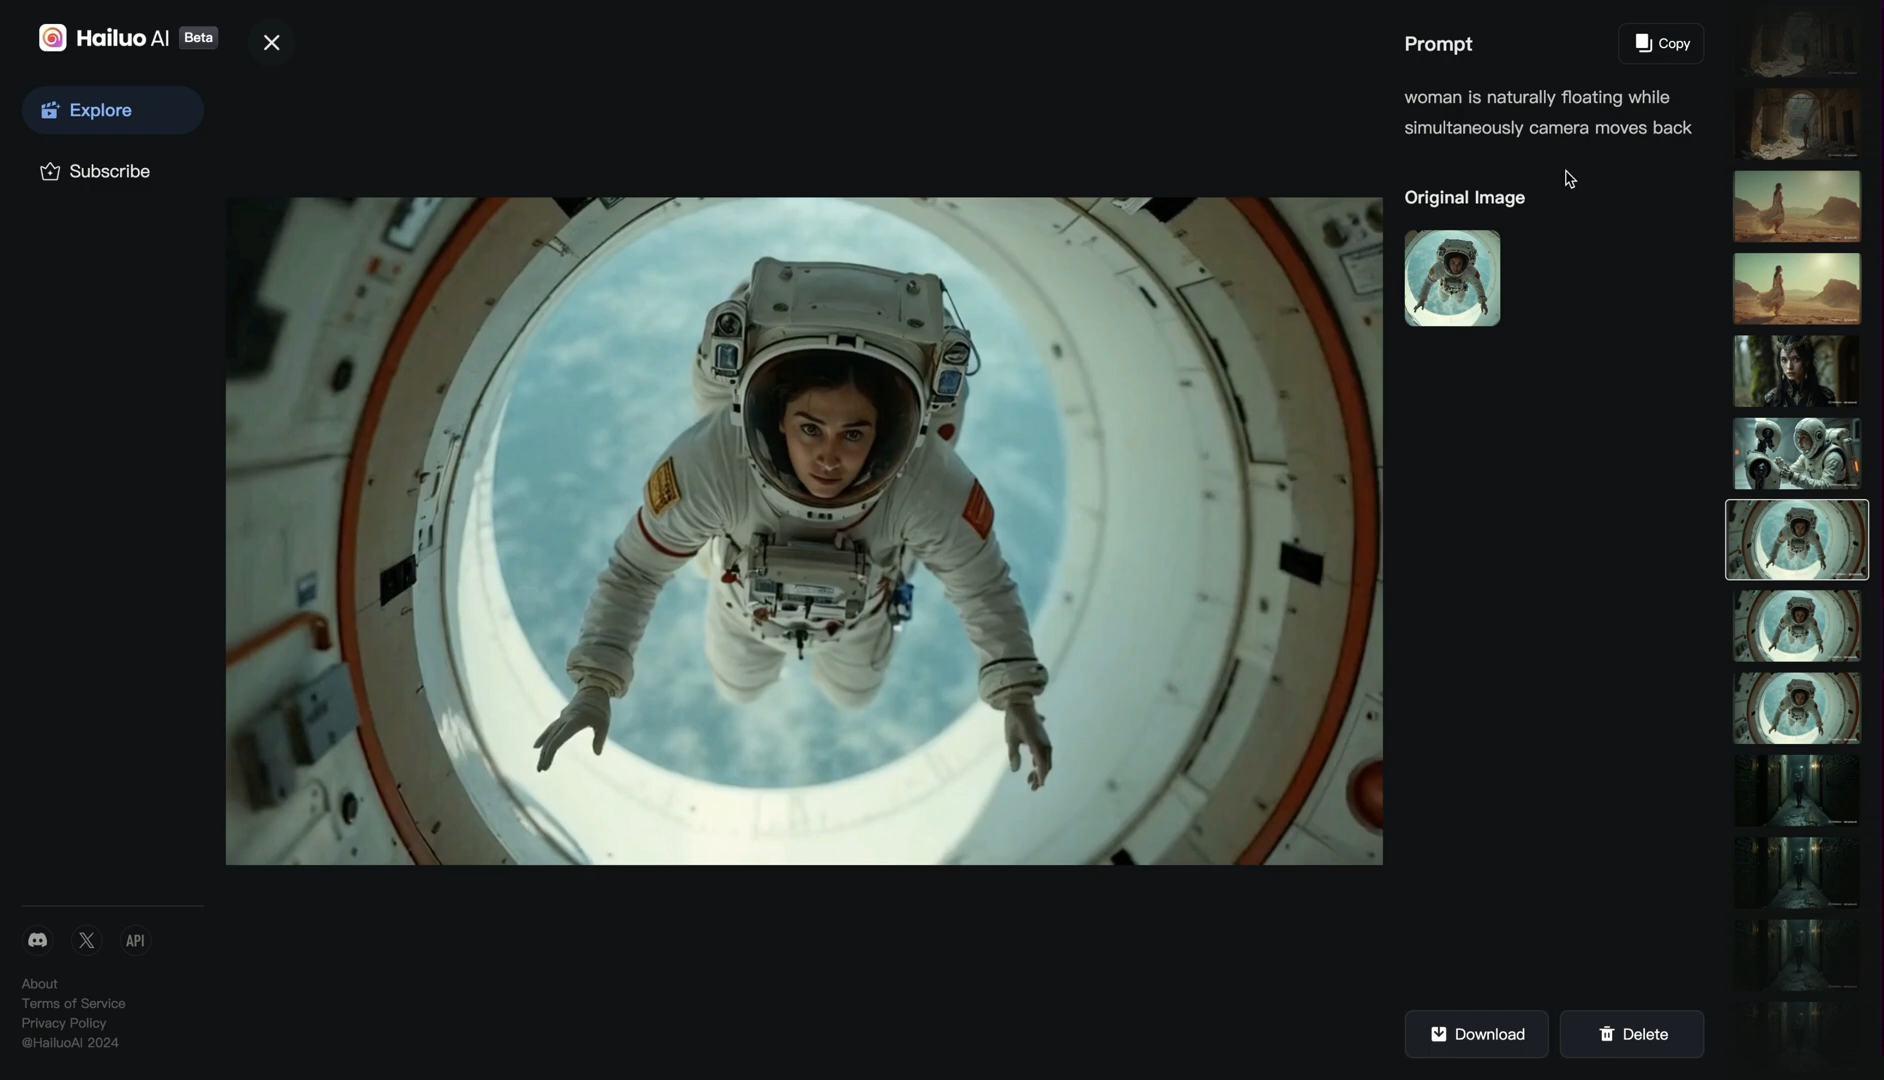 Hailuo AI Beta
Explore
Subscribe
Prompt
Copy
woman is naturally floating while
simultaneously camera moves back
Original Image
API
About
Terms of Service
Privacy Policy
@HailuoAI 2024
Download
Delete